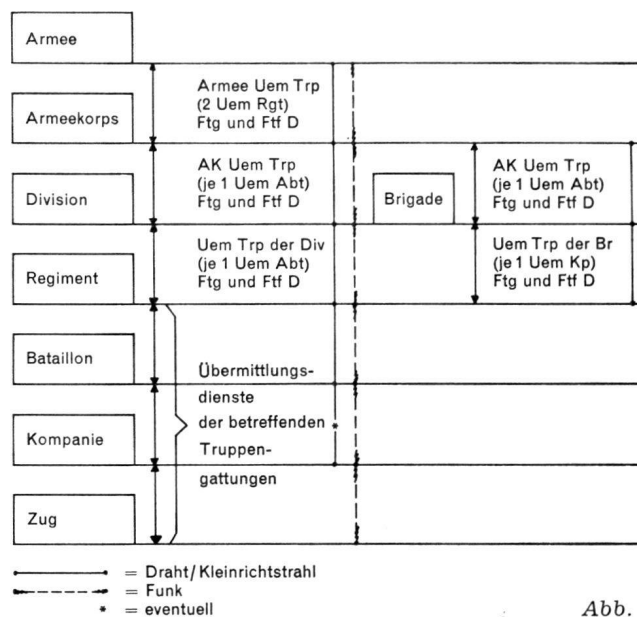 Armee
Armee Uem Trp
(2 Uem Rgt)
Ftg und Ftf D
Armeekorps
AK Uem Trp
(je 1 Uem Abt)
Ftg und Ftf D
Division
Brigade
AK Uem Trp
(je 1 Uem Abt)
Ftg und Ftf D
Uem Trp der Div
(je 1 Uem Abt)
Ftg und Ftf D
Regiment
Uem Trp der Br
(je 1 Uem Kp)
Ftg und Ftf D
Bataillon
Übermittlungs-
dienste
der betreffenden *
Truppen-
gattungen
Kompanie
Zug
= Draht/Kleinrichtstrahl
= Funk
* = eventuell
Abb.